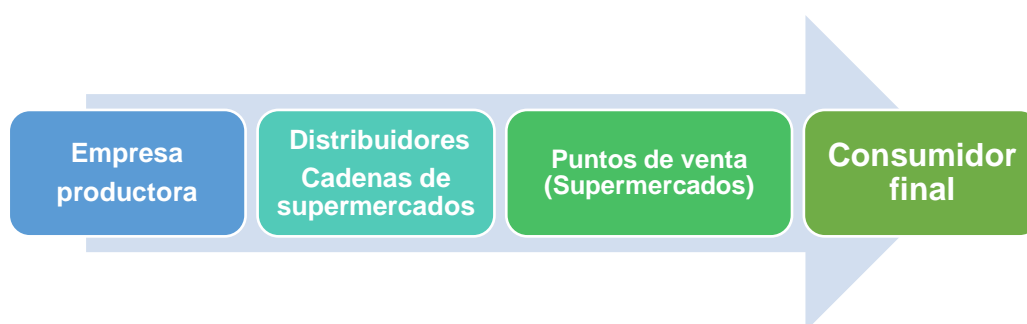 Empresa
productora
Distribuidores
Cadenas de
supermercados
Puntos de venta
(Supermercados)
Consumidor
final